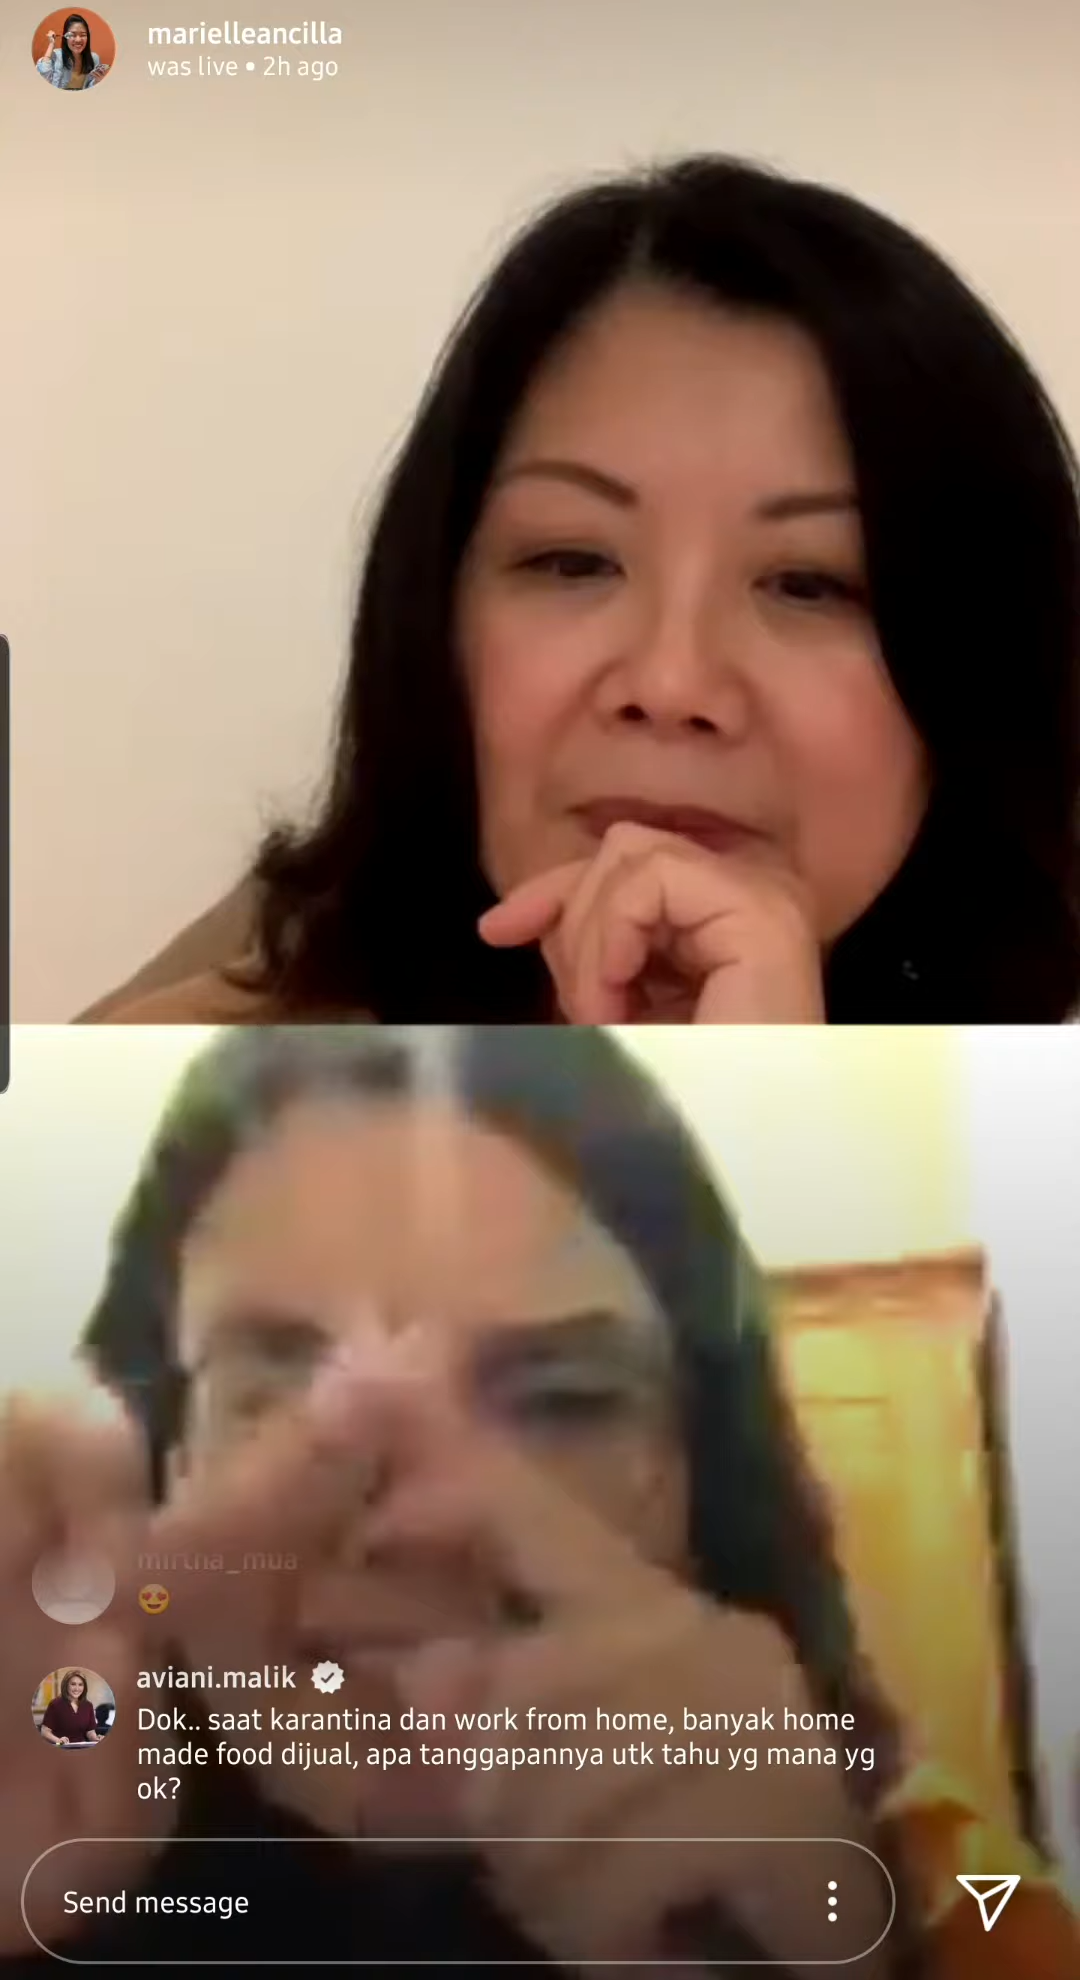 marielleancilla
was live • 2h ago
mirtha_mua
😍
aviani.malik
Dok.. saat karantina dan work from home, banyak home
made food dijual, apa tanggapannya utk tahu yg mana yg
ok?
Send message